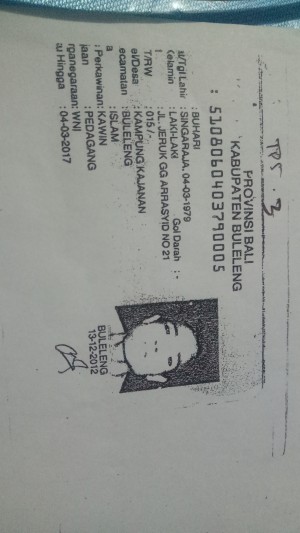 TPS. 3
PROVINSI BALI
KABUPATEN BULELENG
: 5108060403790005
BUHARI
/Tgl Lahir : SINGARAJA, 04-03-1979
Kelamin : LAKI-LAKI Gol Darah : -
: JL. JERUK GG ARRASYID NO 21
T/RW : 015 / -
el/Desa : KAMPUNG KAJANAN
ecamatan : BULELENG
a : ISLAM
Perkawinan: KAWIN
jaan : PEDAGANG
rganegaraan: WNI
u Hingga : 04-03-2017
BULELENG
13-12-2012